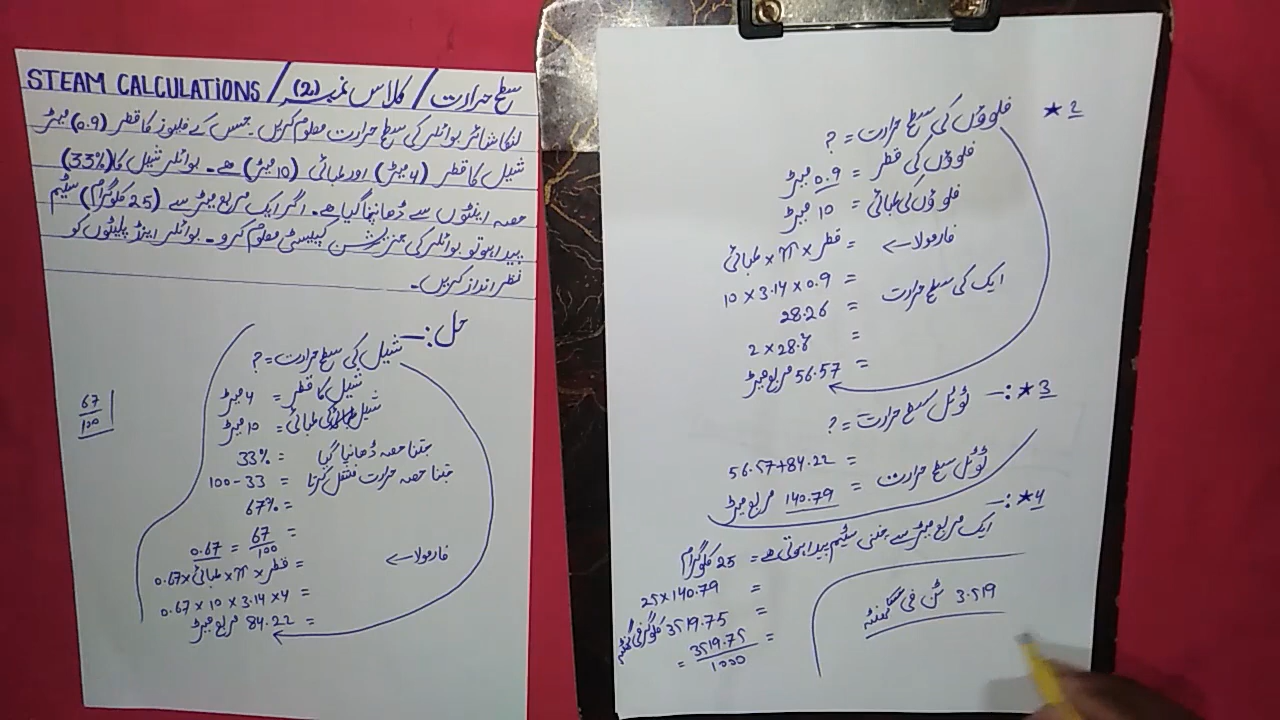 سطح حرارت / کلاس نمبر (2) / STEAM CALCULATIONS
لنکا شائر بوائلر کی سطح حرارت معلوم کریں جس کے فلیوز کا قطر (0.9) میٹر
شیل کا قطر (4 میٹر) اور لمبائی (10 میٹر) ہے۔ بوائلر شیل کا (33%)
حصہ اینٹوں سے ڈھانپا گیا ہے۔ اگر ایک مربع میٹر سے (25 کلوگرام) سٹیم
پیدا ہو تو بوائلر کی جنریشن کپیسٹی معلوم کرو۔ بوائلر اینڈ پلیٹوں کو
نظر انداز کریں۔
حل :-
شیل کی سطح حرارت = ?
شیل کا قطر = 4 میٹر
شیل کی لمبائی = 10 میٹر
جتنا حصہ ڈھانپا گیا = 33%
جتنا حصہ حرارت منتقل کرتا = 100 - 33
= 67%
67
100
= 67/100 = 0.67
فارمولا ← = قطر × π × لمبائی × 0.67
= 4 × 3.14 × 10 × 0.67
= 84.22 مربع میٹر
2 ★
فلوؤں کی سطح حرارت = ?
فلوؤں کی قطر = 0.9 میٹر
فلوؤں کی لمبائی = 10 میٹر
فارمولا ← = قطر × π × لمبائی
= 0.9 × 3.14 × 10
ایک کی سطح حرارت = 28.26
= 2 × 28.8
= 56.57 مربع میٹر
3 ★ :- ٹوٹل سطح حرارت = ?
= 56.57+84.22
ٹوٹل سطح حرارت = 140.79 مربع میٹر
4 ★ :-
ایک مربع میٹر سے جتنی سٹیم پیدا ہوتی ہے = 25 کلوگرام
= 25 × 140.79
= 3519.75 کلوگرام فی گھنٹہ
= 3519.75/1000 =
3.519 ٹن فی گھنٹہ